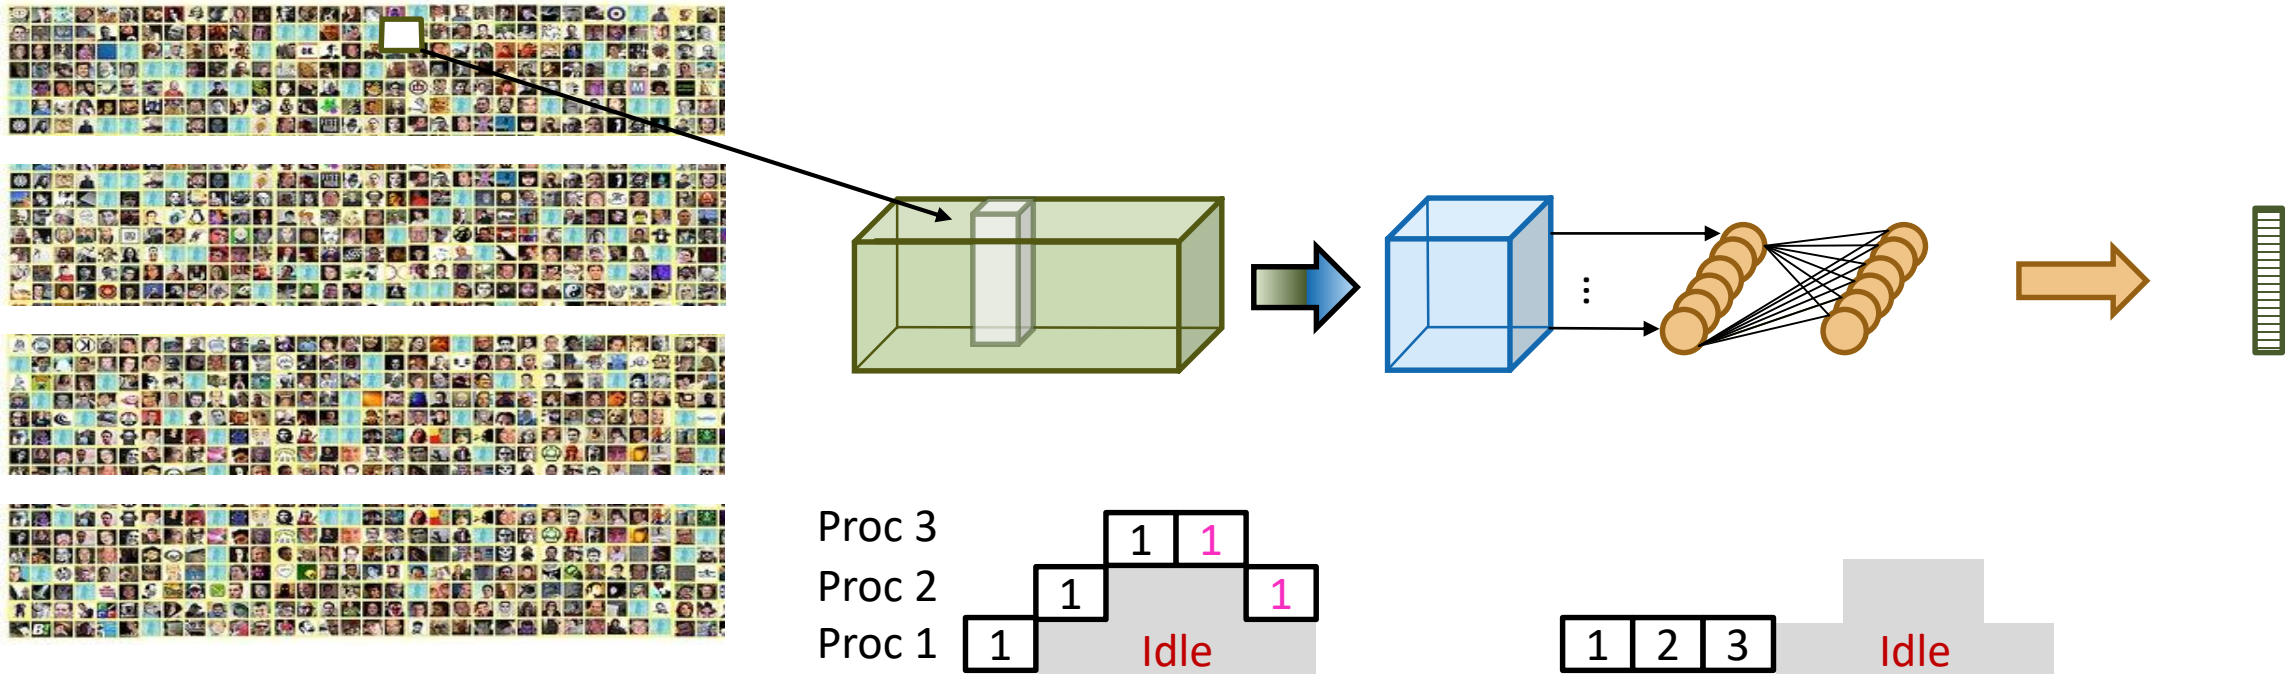 Proc 3 1 1
Proc 2 1 1
Proc 1 1 Idle 1 2 3 Idle
⋮